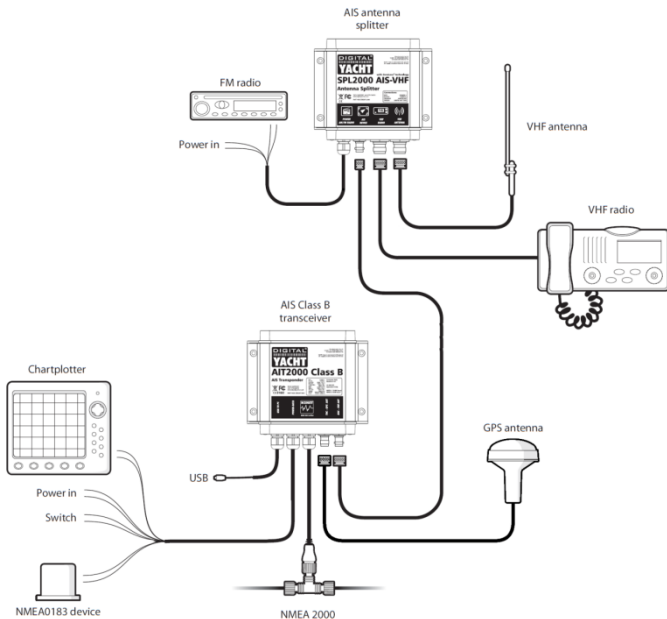 AIS antenna
splitter
DIGITAL
YACHT
SPL2000 AIS-VHF
Antenna Splitter
FM radio
Power in
VHF antenna
VHF radio
AIS Class B
transceiver
DIGITAL
YACHT
AIT2000 Class B
AIS Transponder
Chartplotter
GPS antenna
USB
Power in
Switch
NMEA0183 device
NMEA 2000